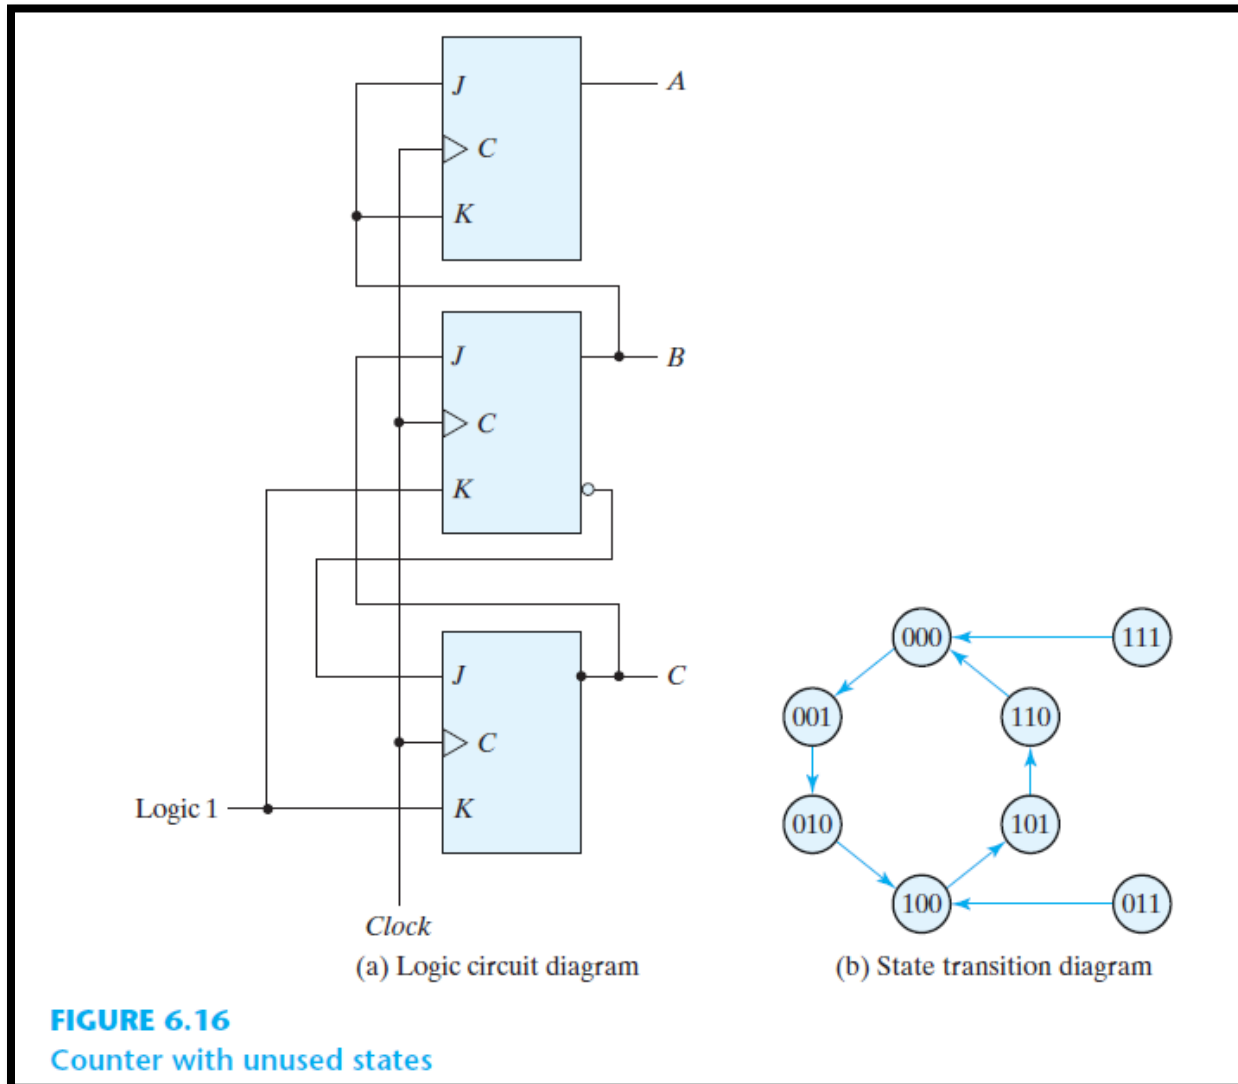 J
A
C
K
J
B
C
K
000
111
J
C
001
110
C
Logic 1
K
010
101
100
011
Clock
(a) Logic circuit diagram
(b) State transition diagram
FIGURE 6.16
Counter with unused states